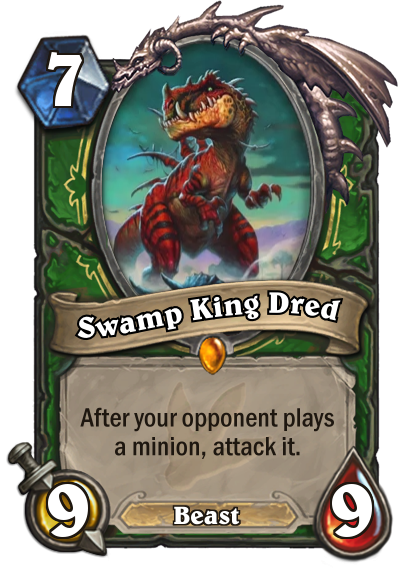 7
Swamp King Dred
After your opponent plays
a minion, attack it.
9
Beast
9